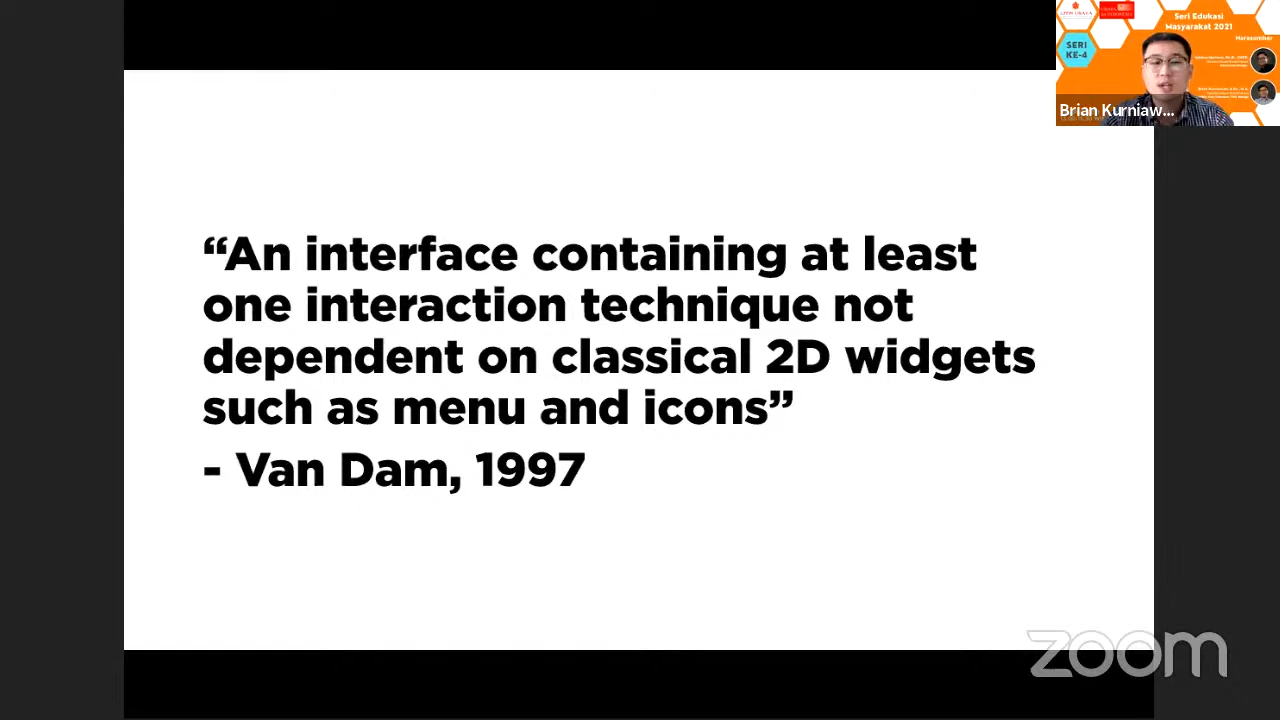 “An interface containing at least
one interaction technique not
dependent on classical 2D widgets
such as menu and icons”
- Van Dam, 1997
Seri Edukasi
Masyarakat 2021
Narasumber
SERI
KE-4
Brian Kurniaw...
zoom